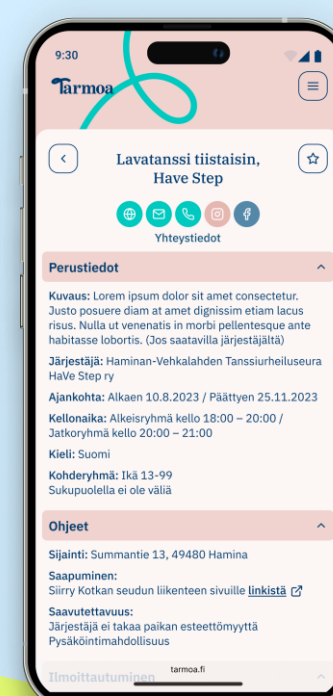 9:30
Tarmoa
Lavatanssi tiistaisin,
Have Step
Yhteystiedot
Perustiedot
Kuvaus: Lorem ipsum dolor sit amet consectetur.
Justo posuere diam at amet dignissim etiam lacus
risus. Nulla ut venenatis in morbi pellentesque ante
habitasse lobortis. (Jos saatavilla järjestäjältä)
Järjestäjä: Haminan-Vehkalahden Tanssiurheiluseura
HaVe Step ry
Ajankohta: Alkaen 10.8.2023 / Päättyen 25.11.2023
Kellonaika: Alkeisryhmä kello 18:00 – 20:00 /
Jatkoryhmä kello 20:00 – 21:00
Kieli: Suomi
Kohderyhmä: Ikä 13-99
Sukupuolella ei ole väliä
Ohjeet
Sijainti: Summantie 13, 49480 Hamina
Saapuminen:
Siirry Kotkan seudun liikenteen sivuille linkistä
Saavutettavuus:
Järjestäjä ei takaa paikan esteettömyyttä
Pysäköintimahdollisuus
Ilmoittautuminen
tarmoa.fi